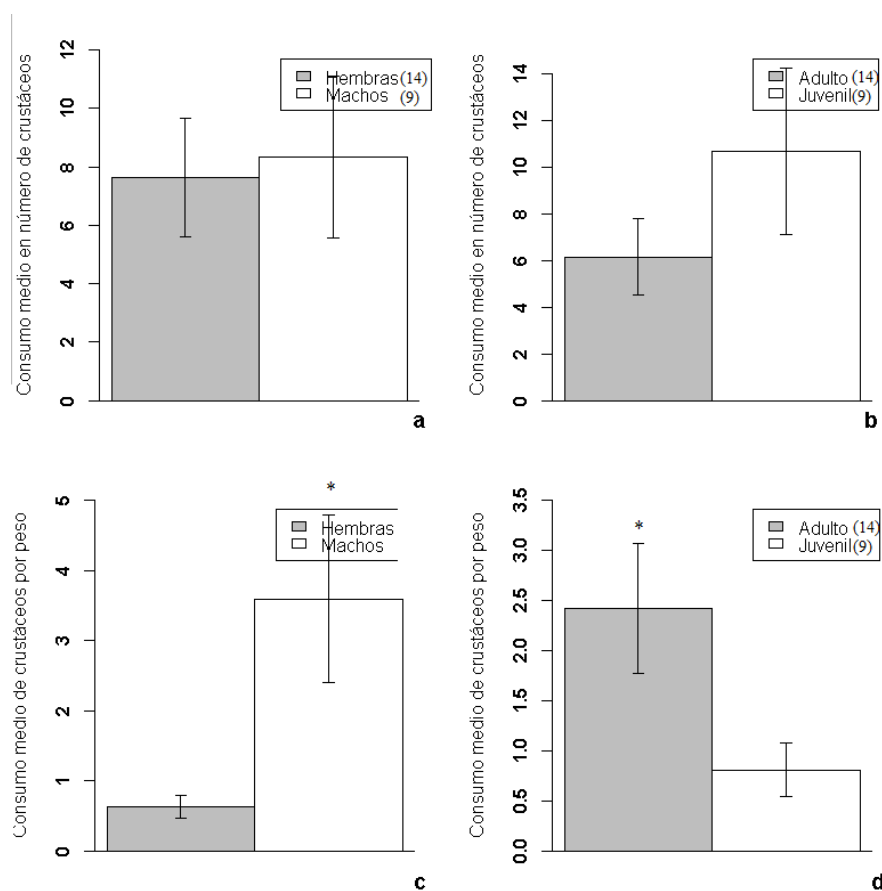 Consumo medio en número de crustáceos
12
10
8
6
4
2
0
Hembras (14)
Machos (9)
a
Consumo medio en número de crustáceos
14
12
10
8
6
4
2
0
Adulto (14)
Juvenil (9)
b
Consumo medio de crustáceos por peso
5
4
3
2
1
0
*
Hembras
Machos
c
Consumo medio de crustáceos por peso
3.5
3.0
2.5
2.0
1.5
1.0
0.5
0.0
*
Adulto (14)
Juvenil (9)
d